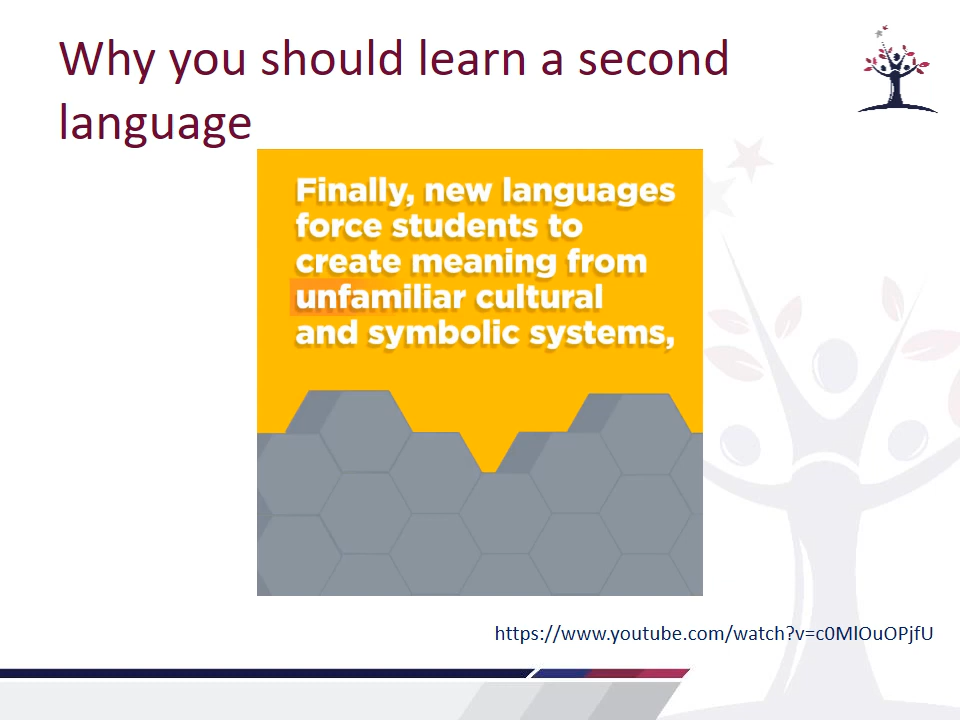 Why you should learn a second
language
Finally, new languages
force students to
create meaning from
unfamiliar cultural
and symbolic systems,
https://www.youtube.com/watch?v=c0MlOuOPjfU